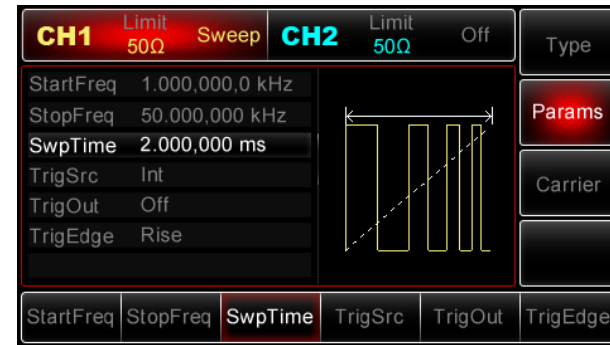 CH1 Limit 50Ω Sweep CH2 Limit 50Ω Off
Type
StartFreq 1.000,000,0 kHz
StopFreq 50.000,000 kHz
SwpTime 2.000,000 ms
TrigSrc Int
TrigOut Off
TrigEdge Rise
Params
Carrier
StartFreq StopFreq SwpTime TrigSrc TrigOut TrigEdge